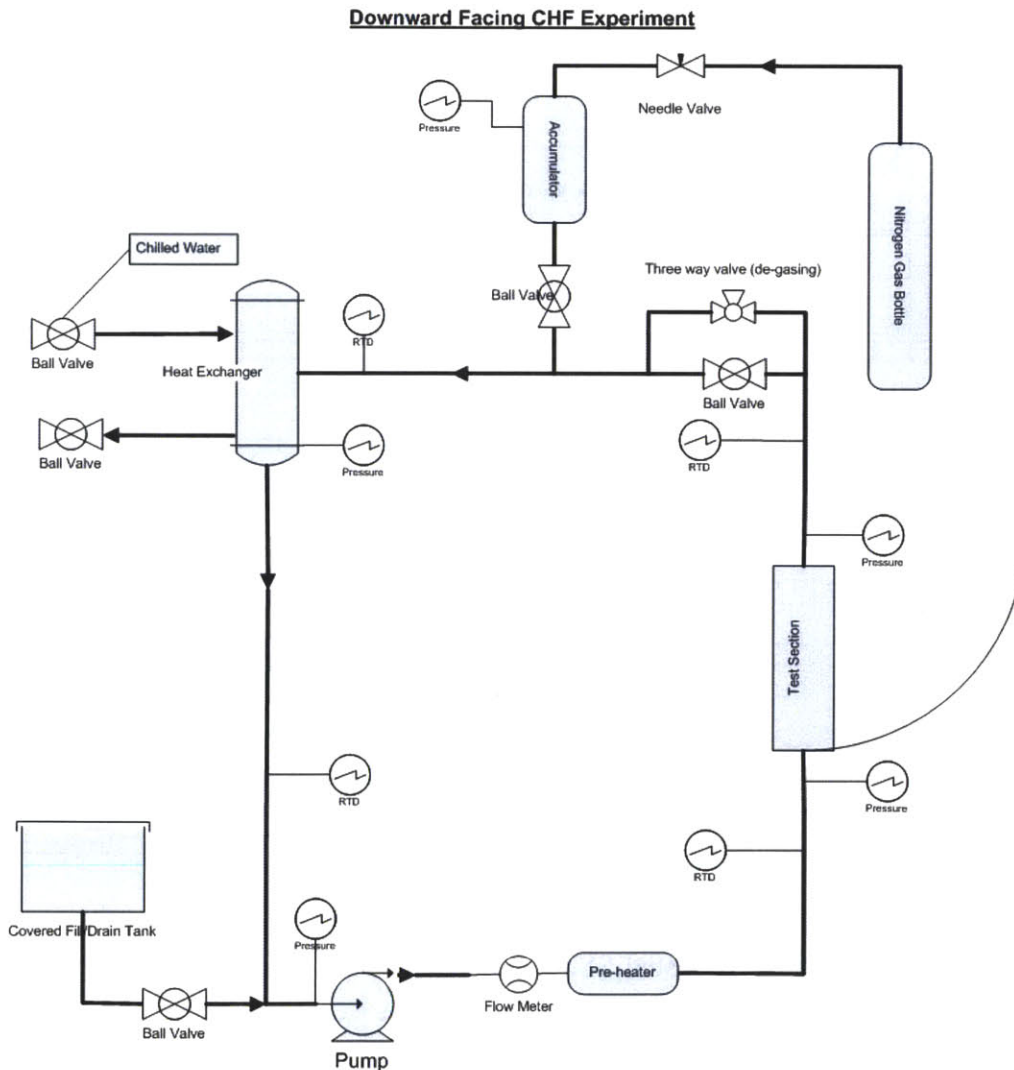 Downward Facing CHF Experiment
Needle Valve
Pressure
Accumulator
Nitrogen Gas Bottle
Chilled Water
Three way valve (de-gasing)
Ball Valve
RTD
Ball Valve
Heat Exchanger
Ball Valve
Ball Valve
Pressure
RTD
Pressure
Test Section
RTD
Pressure
RTD
Covered Fill/Drain Tank
Pressure
Pre-heater
Flow Meter
Ball Valve
Pump